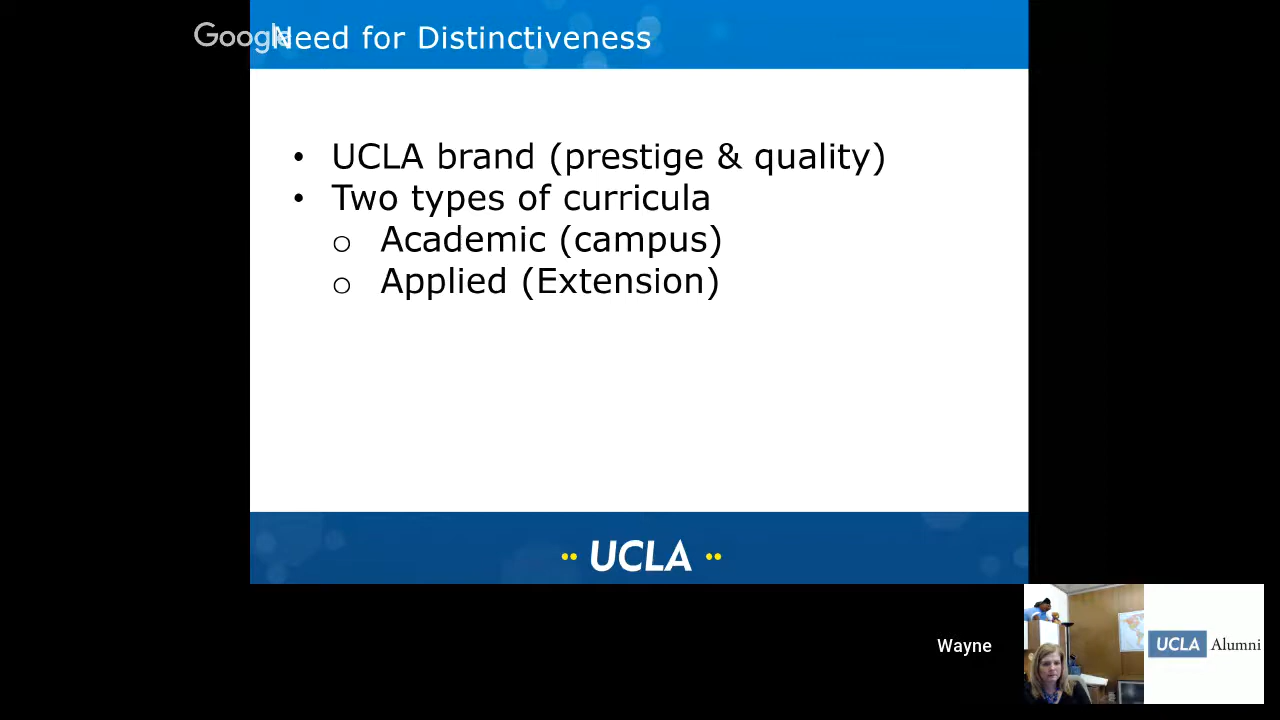 Google
Need for Distinctiveness
• UCLA brand (prestige & quality)
• Two types of curricula
o Academic (campus)
o Applied (Extension)
UCLA
Wayne
UCLA Alumni